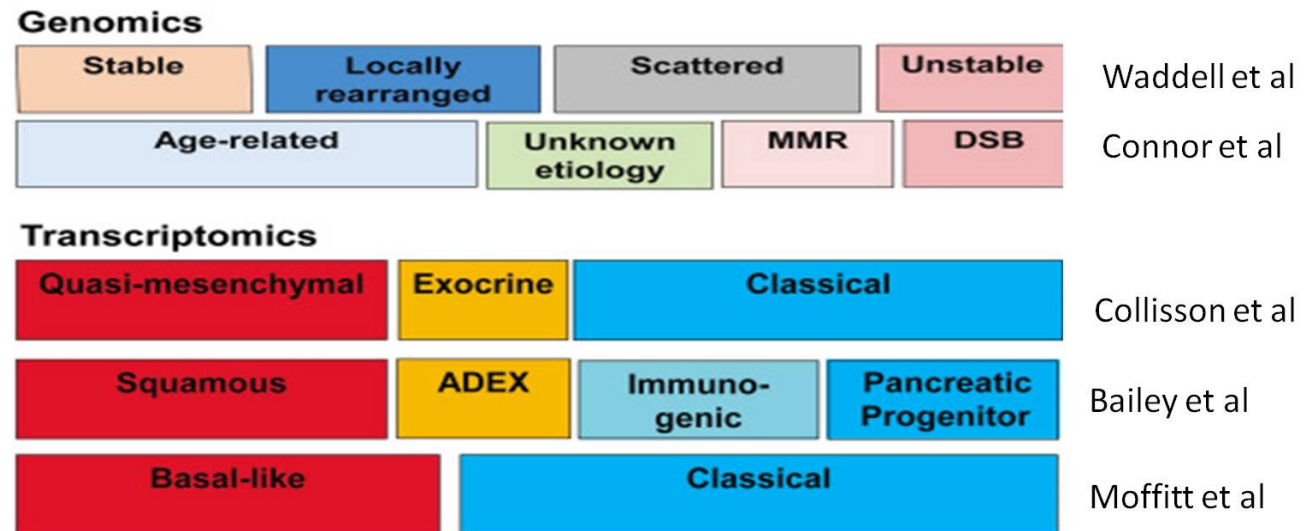 Genomics
Stable
Locally
rearranged
Scattered
Unstable
Waddell et al
Age-related
Unknown
etiology
MMR
DSB
Connor et al
Transcriptomics
Quasi-mesenchymal
Exocrine
Classical
Collisson et al
Squamous
ADEX
Immuno-
genic
Pancreatic
Progenitor
Bailey et al
Basal-like
Classical
Moffitt et al